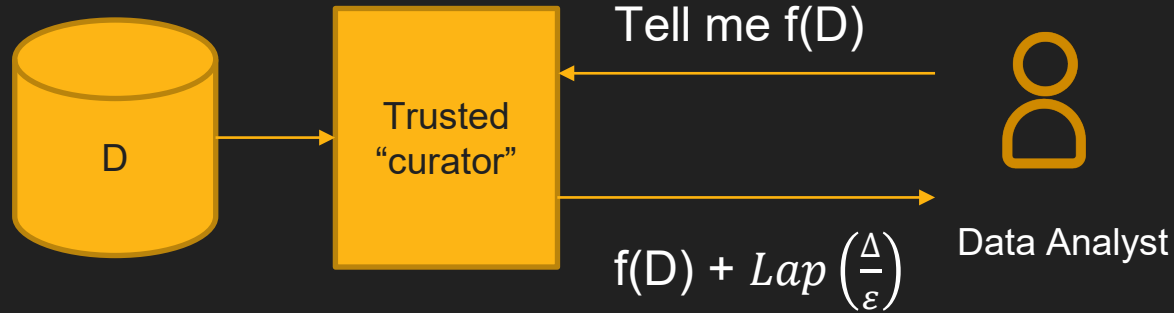 D
Trusted
“curator”
Tell me f(D)
f(D) + 𝐿𝑎𝑝 (Δ/ε)
Data Analyst